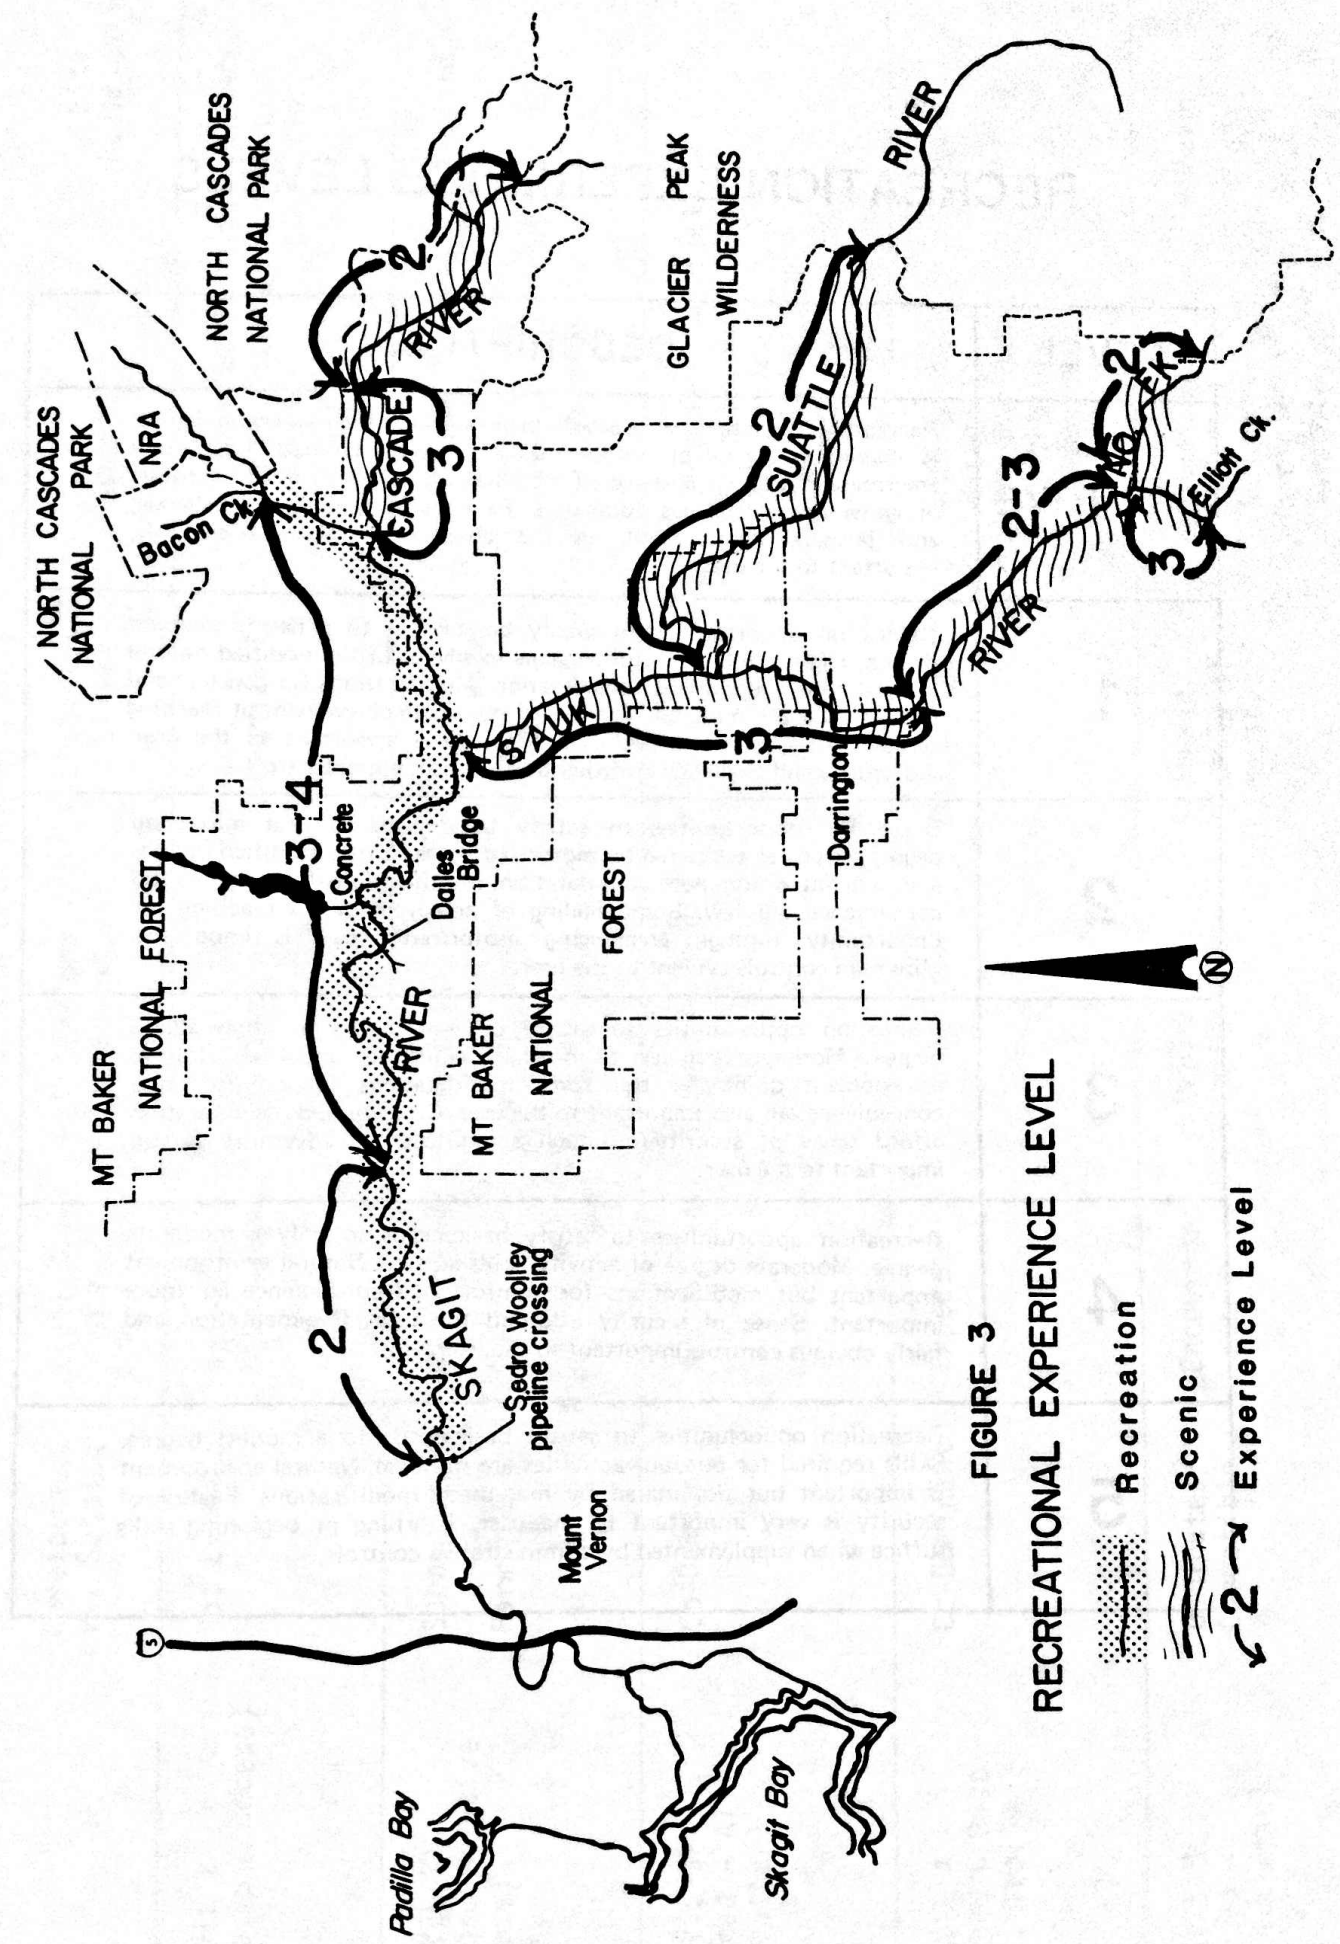 NORTH CASCADES
NATIONAL PARK
NRA
Bacon Ck.
NORTH CASCADES
NATIONAL PARK
2
RIVER
CASCADE
3
MT BAKER
NATIONAL FOREST
3-4
Concrete
Dalles
Bridge
RIVER
2
SKAGIT
Sedro Woolley
pipeline crossing
MT BAKER
NATIONAL
FOREST
SAUK
3
Darrington
GLACIER PEAK
WILDERNESS
RIVER
2
SUIATTLE
2-3
RIVER
NO
FK
2
3
Elliott Ck.
5
Mount
Vernon
Padilla Bay
Skagit Bay
N
FIGURE 3
RECREATIONAL EXPERIENCE LEVEL
Recreation
Scenic
2 Experience Level